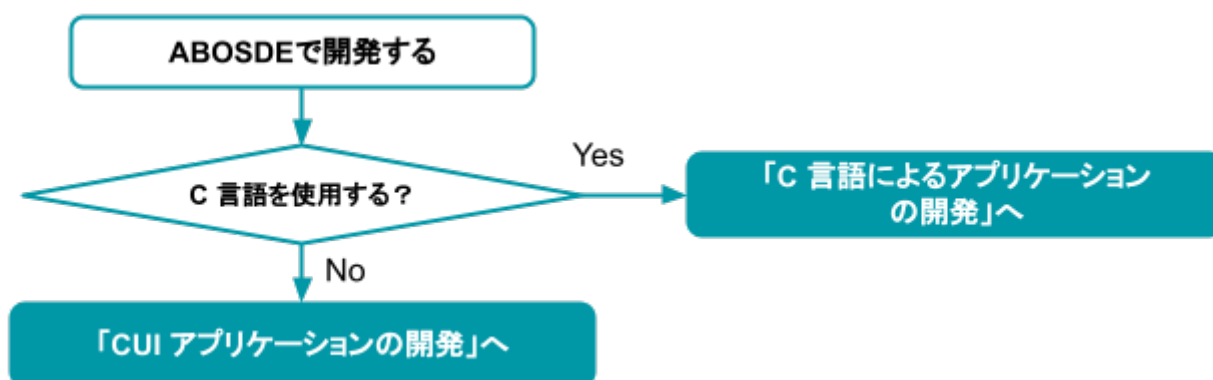 ABOSDEで開発する
C 言語を使用する？
Yes
「C 言語によるアプリケーション
の開発」へ
No
「CUI アプリケーションの開発」へ